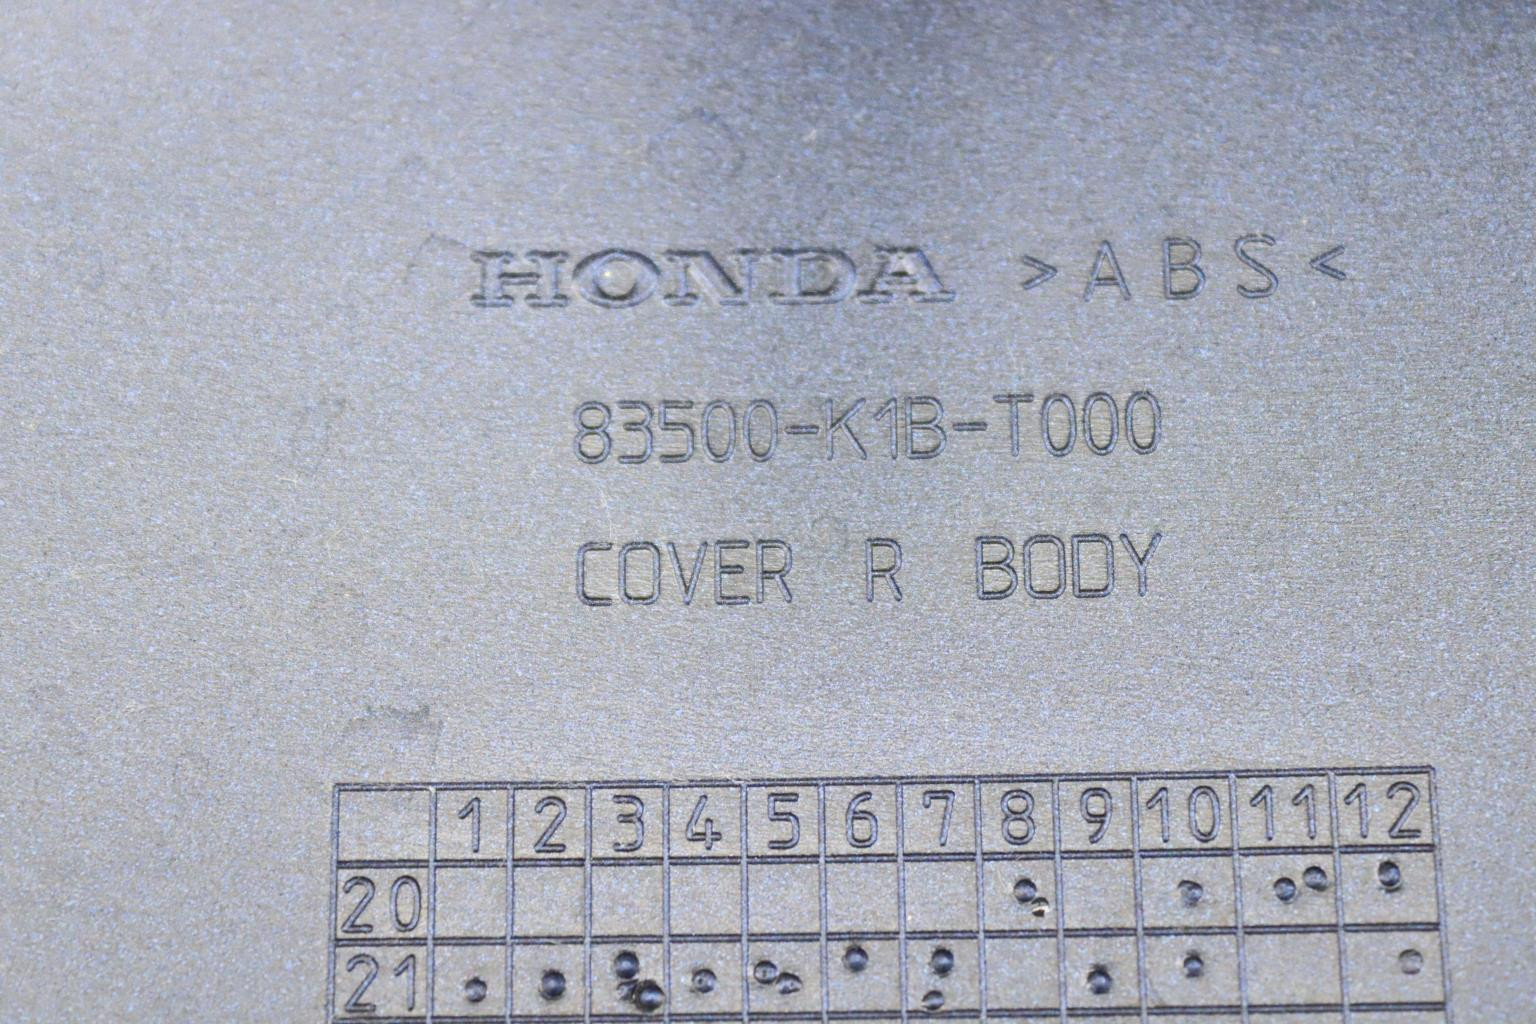 HONDA >ABS<
83500-K1B-T000
COVER R BODY
1 2 3 4 5 6 7 8 9 10 11 12
20
21